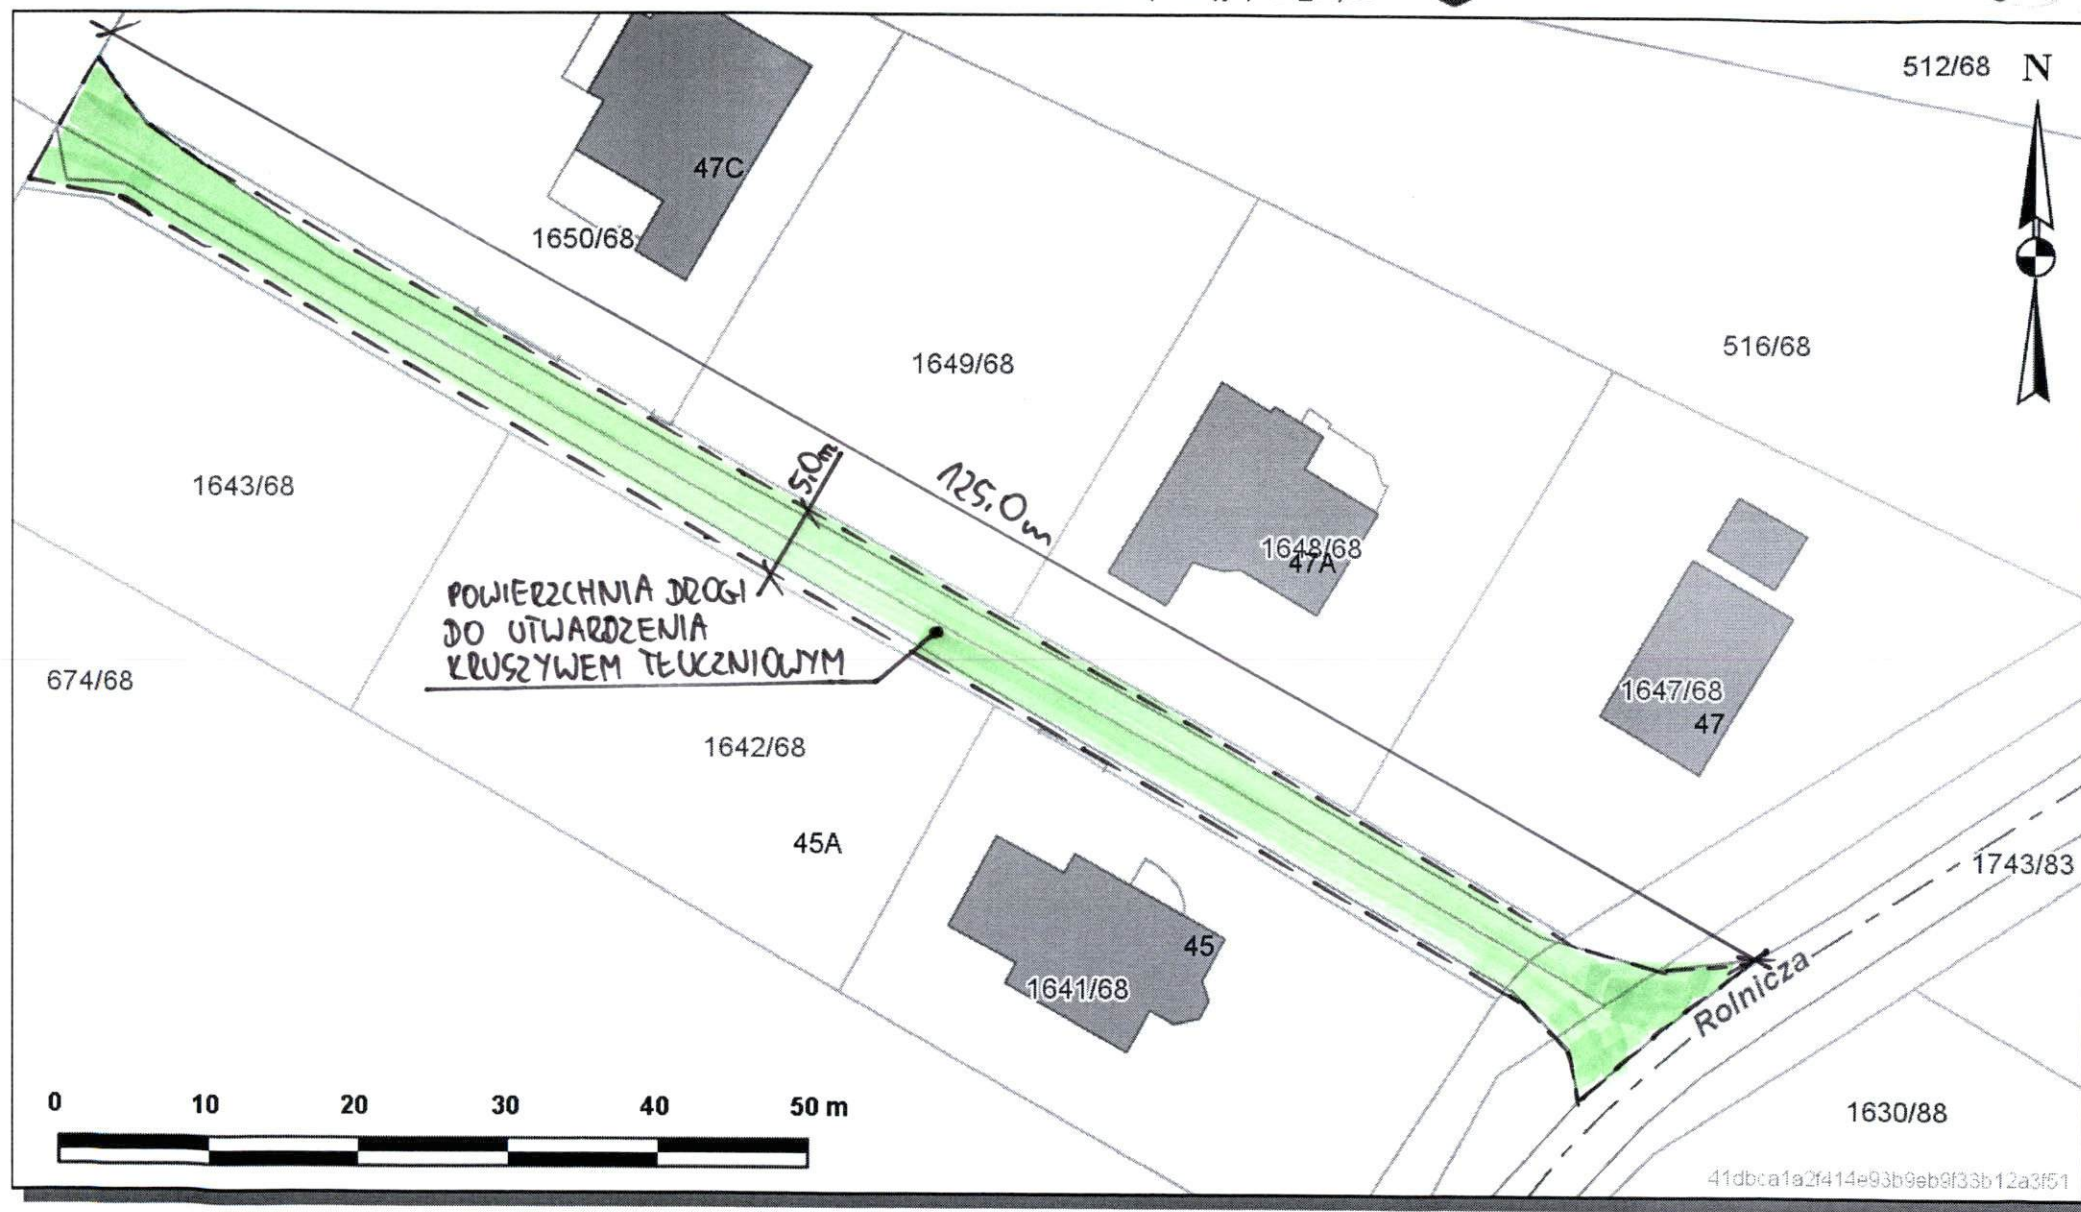 512/68
N
47C
1650/68
1649/68
516/68
1643/68
5.0m
125.0m
1648/68
47A
POWIERZCHNIA DROGI
DO UTWARDZENIA
KRUSZYWEM TŁUCZNIOWYM
674/68
1647/68
47
1642/68
45A
1743/83
45
1641/68
Rolnicza
0 10 20 30 40 50 m
1630/88
41dbca1a2f414e93b9eb9f33b12a3f51